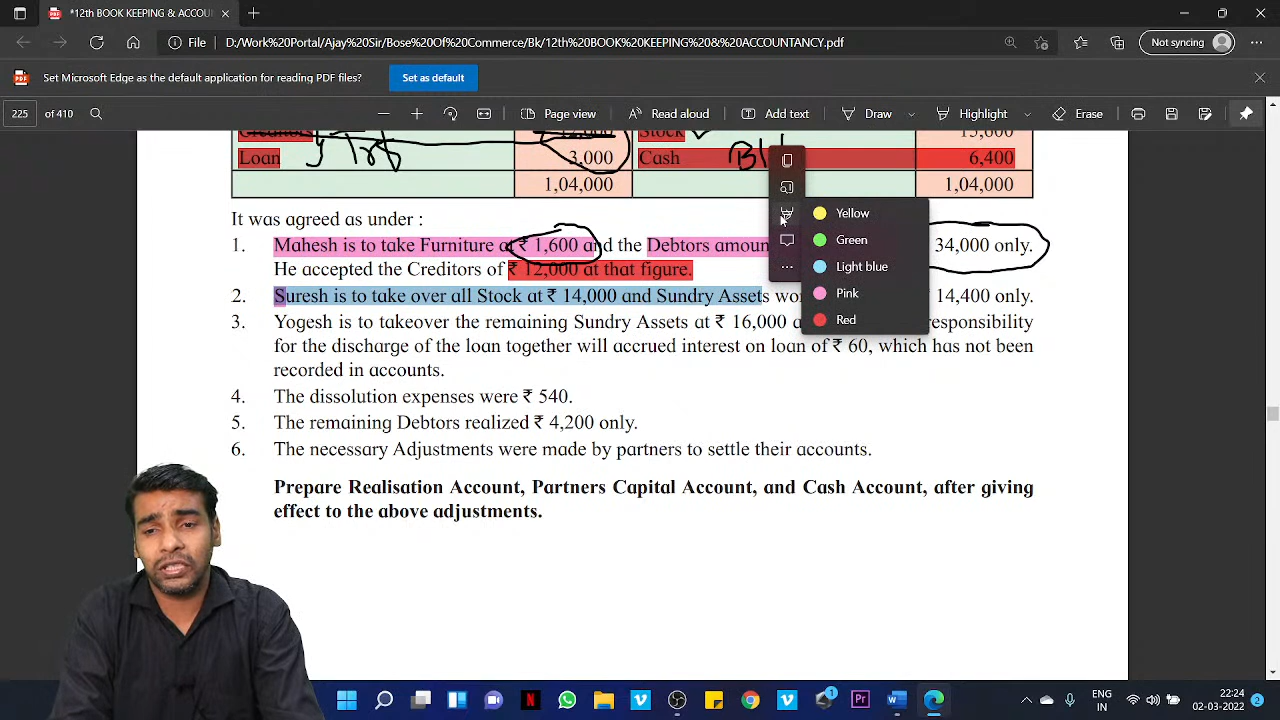 *12th BOOK KEEPING & ACCOUN
File D:/Work%20Portal/Ajay%20Sir/Bose%20Of%20Commerce/Bk/12th%20BOOK%20KEEPING%20&%20ACCOUNTANCY.pdf Not syncing
Set Microsoft Edge as the default application for reading PDF files? Set as default
225 of 410 Page view Read aloud Add text Draw Highlight Erase
Creditors 12,000 Stock 15,600
Loan 3,000 Cash 6,400
1,04,000 1,04,000
It was agreed as under :
1. Mahesh is to take Furniture at ₹ 1,600 and the Debtors amoun 34,000 only.
He accepted the Creditors of ₹ 12,000 at that figure.
2. Suresh is to take over all Stock at ₹ 14,000 and Sundry Assets wo 14,400 only.
3. Yogesh is to takeover the remaining Sundry Assets at ₹ 16,000 a responsibility
for the discharge of the loan together will accrued interest on loan of ₹ 60, which has not been
recorded in accounts.
4. The dissolution expenses were ₹ 540.
5. The remaining Debtors realized ₹ 4,200 only.
6. The necessary Adjustments were made by partners to settle their accounts.
Prepare Realisation Account, Partners Capital Account, and Cash Account, after giving
effect to the above adjustments.
Yellow
Green
Light blue
Pink
Red
ENG
IN
22:24
02-03-2022
2